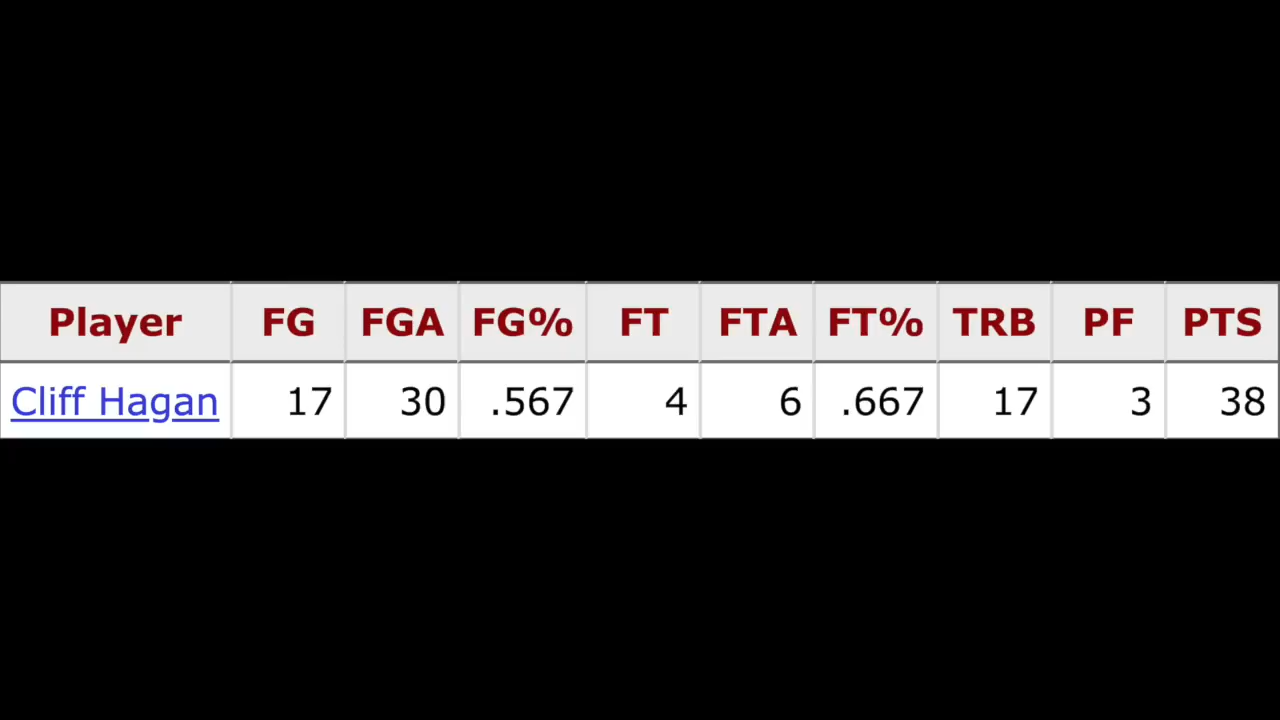 Player FG FGA FG% FT FTA FT% TRB PF PTS
Cliff Hagan 17 30 .567 4 6 .667 17 3 38